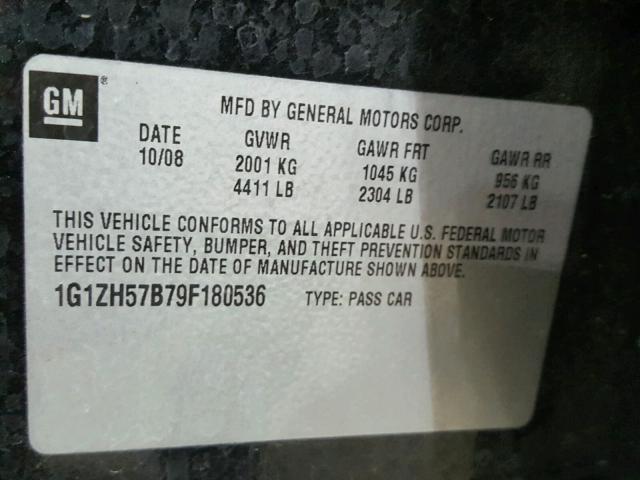 GM®
MFD BY GENERAL MOTORS CORP.
DATE GVWR GAWR FRT GAWR RR
10/08 2001 KG 1045 KG 956 KG
4411 LB 2304 LB 2107 LB
THIS VEHICLE CONFORMS TO ALL APPLICABLE U.S. FEDERAL MOTOR
VEHICLE SAFETY, BUMPER, AND THEFT PREVENTION STANDARDS IN
EFFECT ON THE DATE OF MANUFACTURE SHOWN ABOVE.
1G1ZH57B79F180536 TYPE: PASS CAR